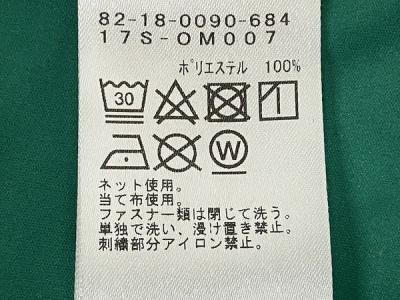 82-18-0090-684
17S-OM007
ポリエステル 100%
30
W
ネット使用。
当て布使用。
ファスナー類は閉じて洗う。
単独で洗い、浸け置き禁止。
刺繍部分アイロン禁止。